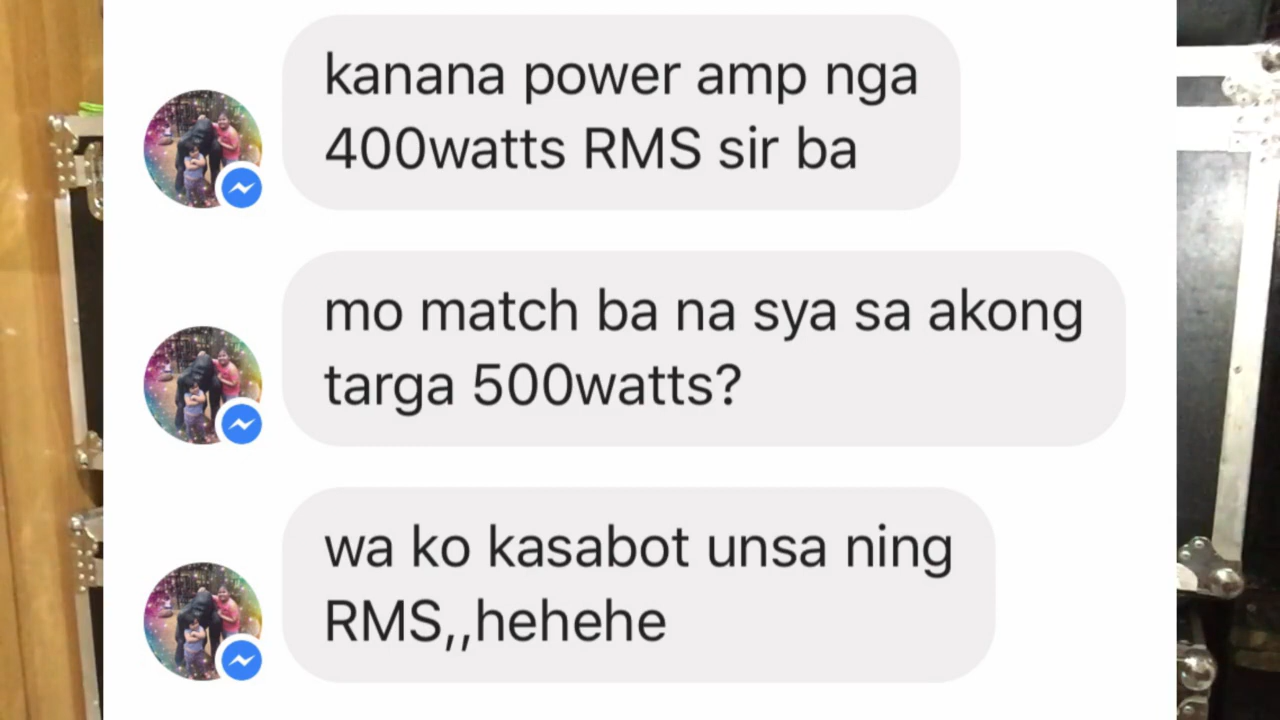 kanana power amp nga
400watts RMS sir ba
mo match ba na sya sa akong
targa 500watts?
wa ko kasabot unsa ning
RMS,,hehehe